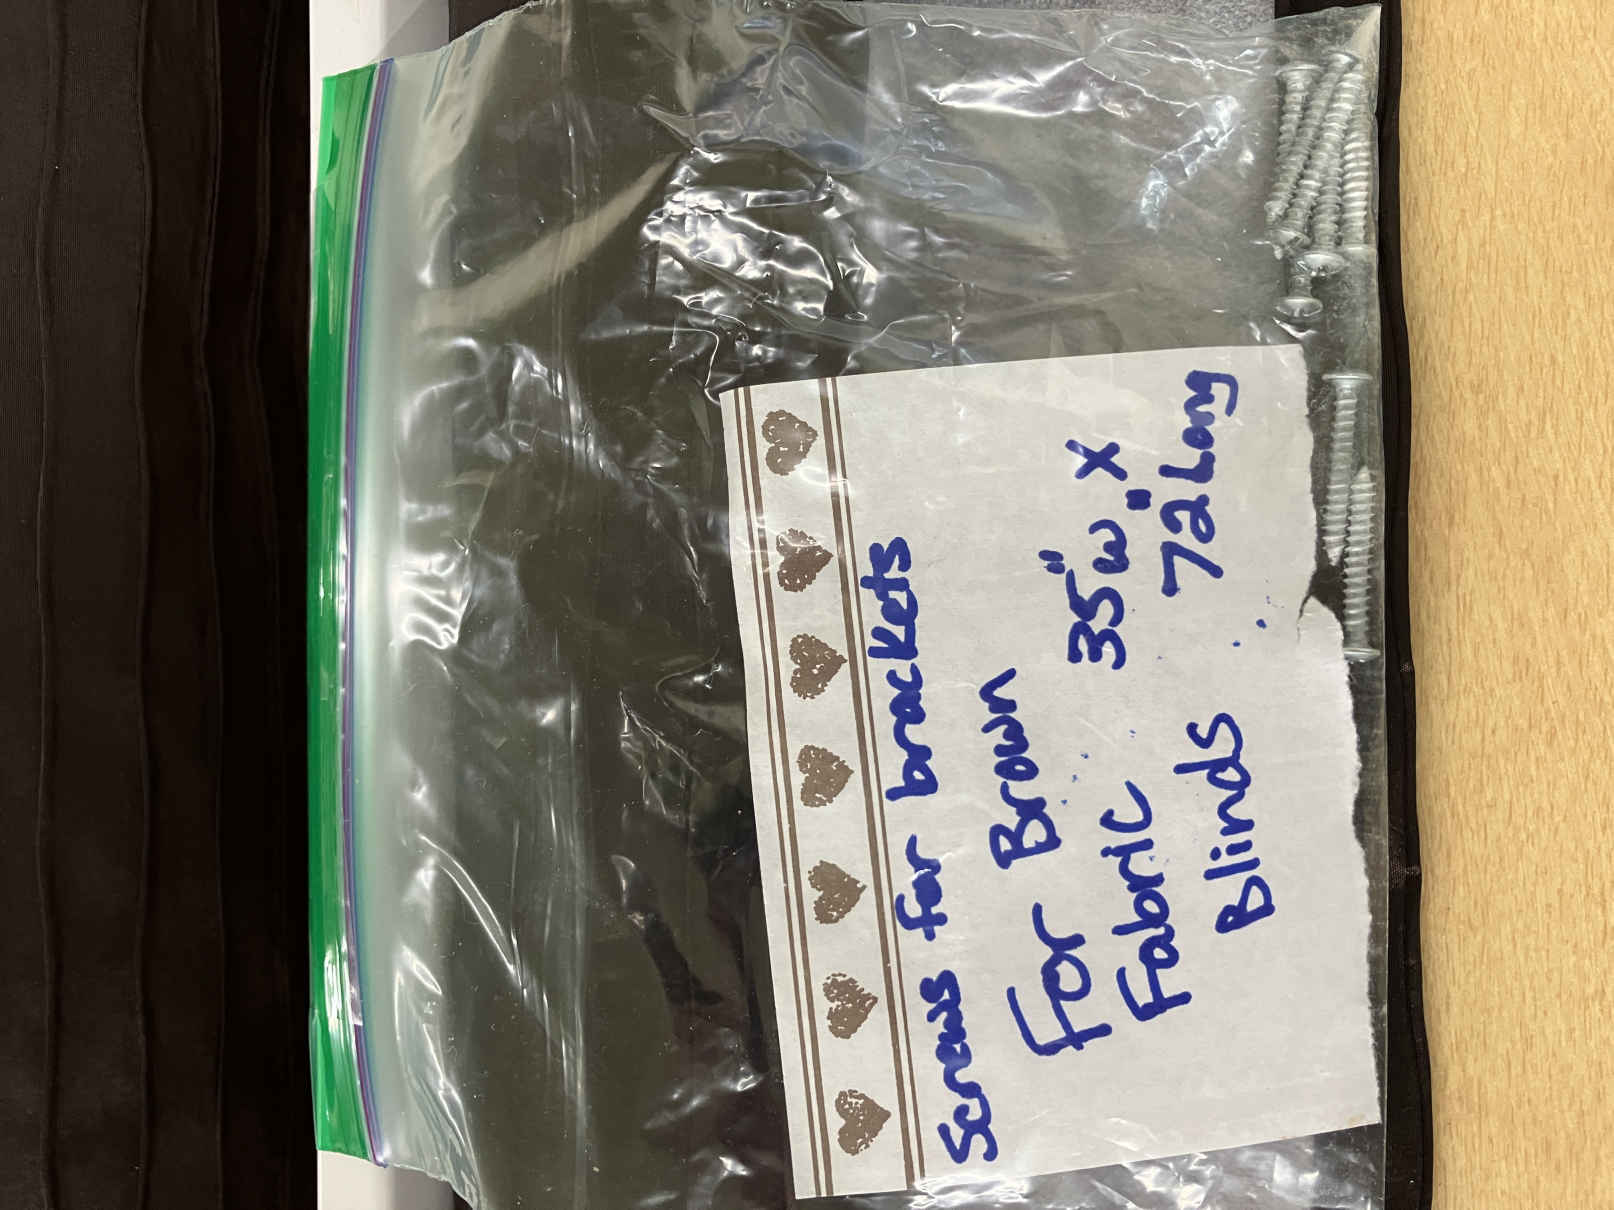 Screws for brackets
For Brown
Fabric 35"w X
Blinds 72"Long